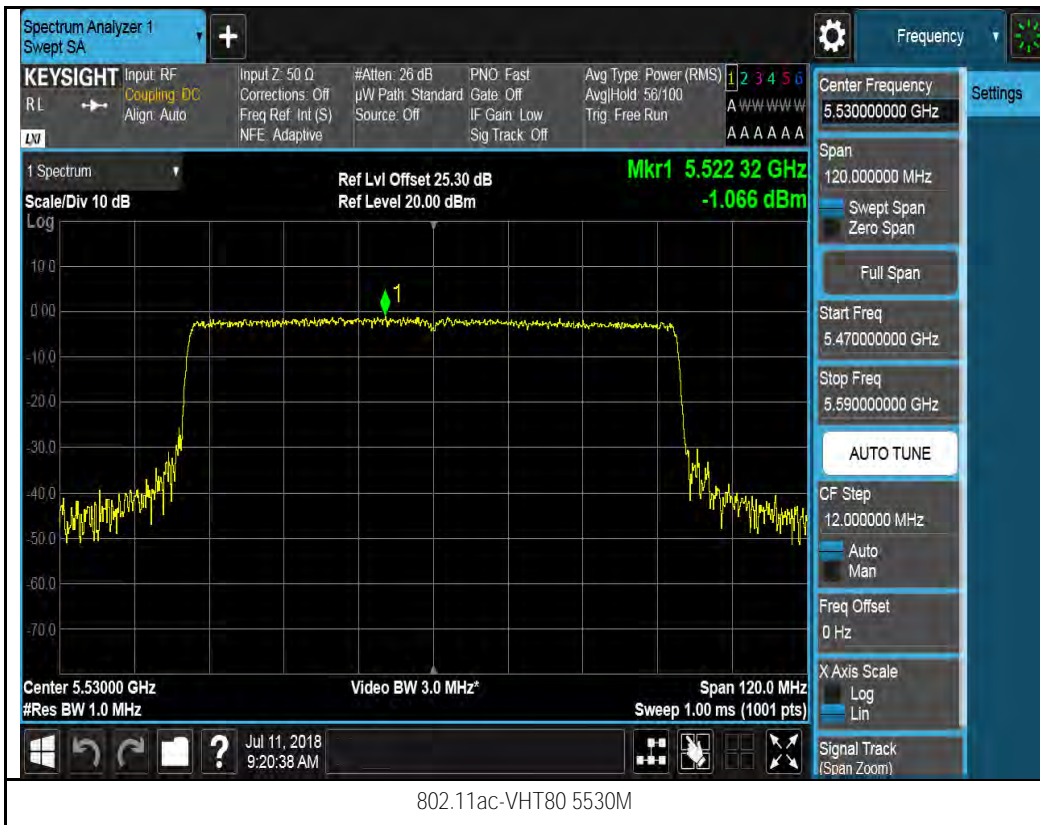 Spectrum Analyzer 1
Swept SA
+
Frequency
KEYSIGHT
RL
LXI
Input: RF
Coupling: DC
Align: Auto
Input Z: 50 Ω
Corrections: Off
Freq Ref: Int (S)
NFE: Adaptive
#Atten: 26 dB
µW Path: Standard
Source: Off
PNO: Fast
Gate: Off
IF Gain: Low
Sig Track: Off
Avg Type: Power (RMS)
Avg|Hold: 56/100
Trig: Free Run
1 2 3 4 5 6
A W W W W W
A A A A A A
1 Spectrum
Scale/Div 10 dB
Log
Ref Lvl Offset 25.30 dB
Ref Level 20.00 dBm
Mkr1 5.522 32 GHz
-1.066 dBm
10.0
0.00
-10.0
-20.0
-30.0
-40.0
-50.0
-60.0
-70.0
1
Center 5.53000 GHz
#Res BW 1.0 MHz
Video BW 3.0 MHz*
Span 120.0 MHz
Sweep 1.00 ms (1001 pts)
Center Frequency
5.530000000 GHz
Settings
Span
120.000000 MHz
Swept Span
Zero Span
Full Span
Start Freq
5.470000000 GHz
Stop Freq
5.590000000 GHz
AUTO TUNE
CF Step
12.000000 MHz
Auto
Man
Freq Offset
0 Hz
X Axis Scale
Log
Lin
Signal Track
(Span Zoom)
?
Jul 11, 2018
9:20:38 AM
802.11ac-VHT80 5530M